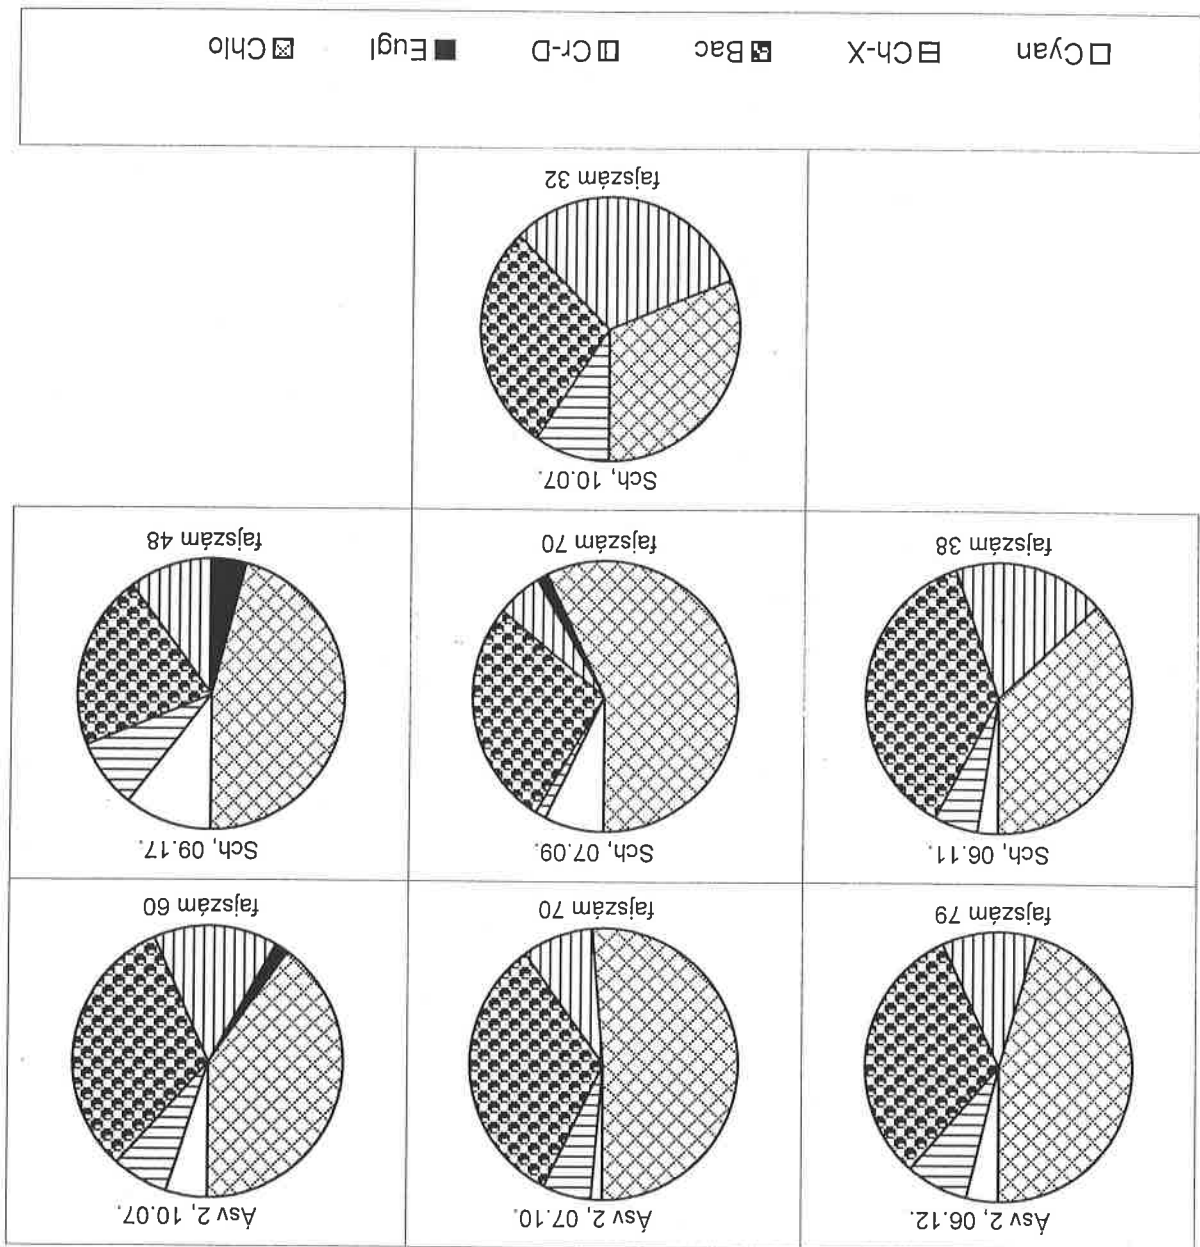 Ásv 2, 06.12.
fajszám 79
Ásv 2, 07.10.
fajszám 70
Ásv 2, 10.07.
fajszám 60
Sch, 06.11.
fajszám 38
Sch, 07.09.
fajszám 70
Sch, 09.17.
fajszám 48
Sch, 10.07.
fajszám 32
Cyan Ch-X Bac Cr-D Eugl Chlo